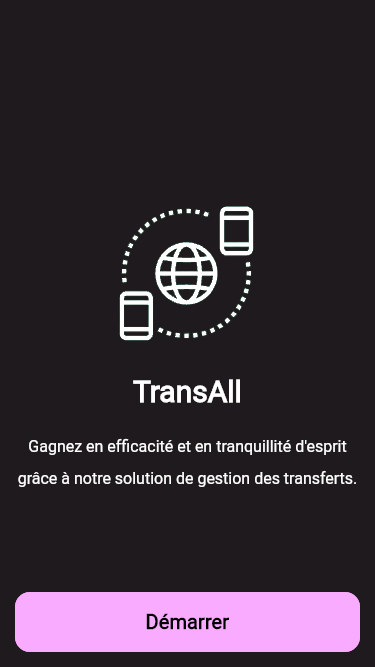 TransAll
Gagnez en efficacité et en tranquillité d'esprit
grâce à notre solution de gestion des transferts.
Démarrer